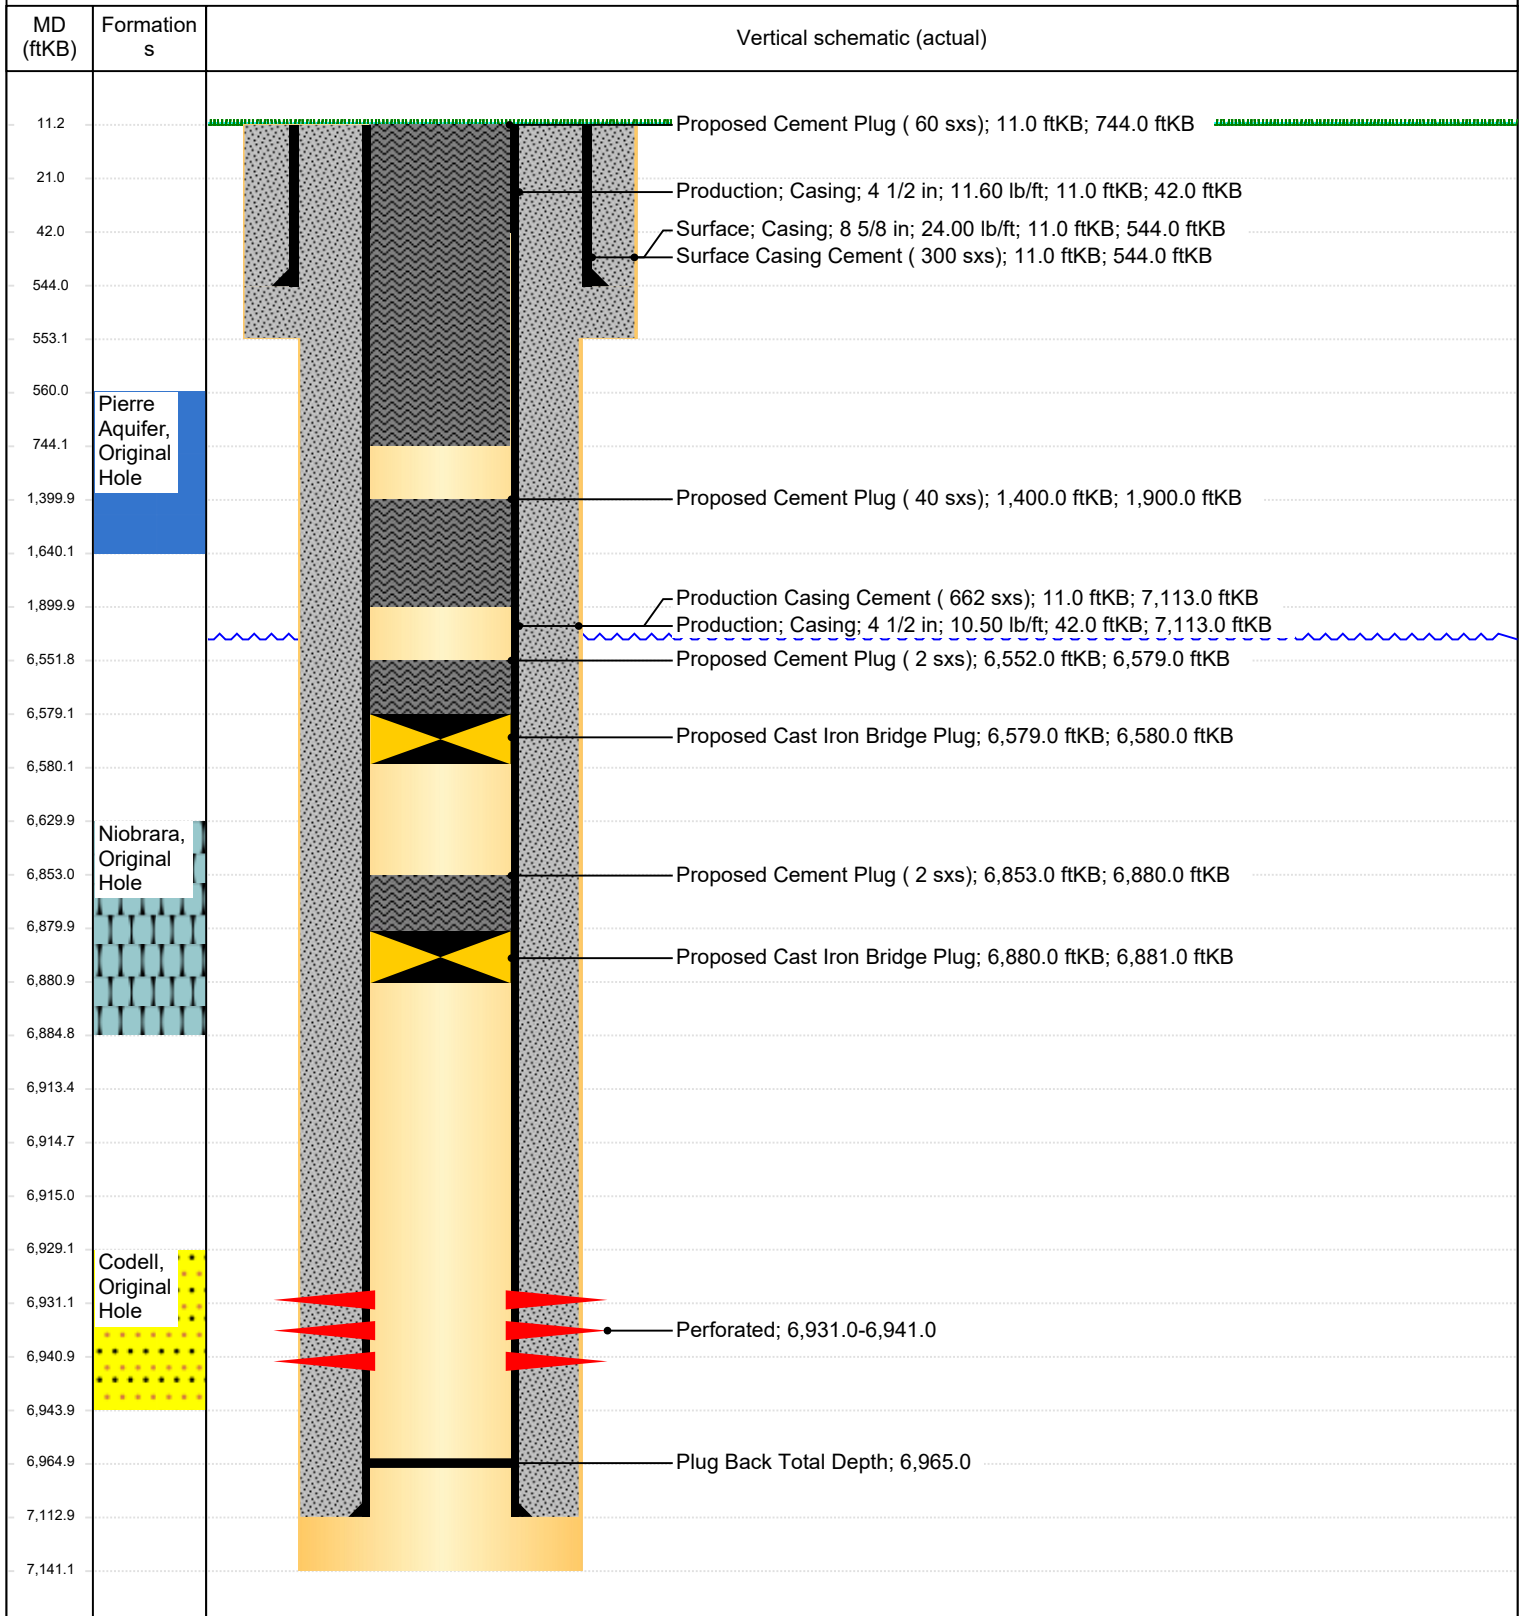 MD
(ftKB)
Formation
s
Vertical schematic (actual)
11.2
Proposed Cement Plug ( 60 sxs); 11.0 ftKB; 744.0 ftKB
21.0
Production; Casing; 4 1/2 in; 11.60 lb/ft; 11.0 ftKB; 42.0 ftKB
42.0
Surface; Casing; 8 5/8 in; 24.00 lb/ft; 11.0 ftKB; 544.0 ftKB
Surface Casing Cement ( 300 sxs); 11.0 ftKB; 544.0 ftKB
544.0
553.1
560.0
Pierre
Aquifer,
Original
Hole
744.1
1,399.9
Proposed Cement Plug ( 40 sxs); 1,400.0 ftKB; 1,900.0 ftKB
1,640.1
1,899.9
Production Casing Cement ( 662 sxs); 11.0 ftKB; 7,113.0 ftKB
Production; Casing; 4 1/2 in; 10.50 lb/ft; 42.0 ftKB; 7,113.0 ftKB
6,551.8
Proposed Cement Plug ( 2 sxs); 6,552.0 ftKB; 6,579.0 ftKB
6,579.1
Proposed Cast Iron Bridge Plug; 6,579.0 ftKB; 6,580.0 ftKB
6,580.1
6,629.9
Niobrara,
Original
Hole
6,853.0
Proposed Cement Plug ( 2 sxs); 6,853.0 ftKB; 6,880.0 ftKB
6,879.9
Proposed Cast Iron Bridge Plug; 6,880.0 ftKB; 6,881.0 ftKB
6,880.9
6,884.8
6,913.4
6,914.7
6,915.0
6,929.1
Codell,
Original
Hole
6,931.1
Perforated; 6,931.0-6,941.0
6,940.9
6,943.9
6,964.9
Plug Back Total Depth; 6,965.0
7,112.9
7,141.1